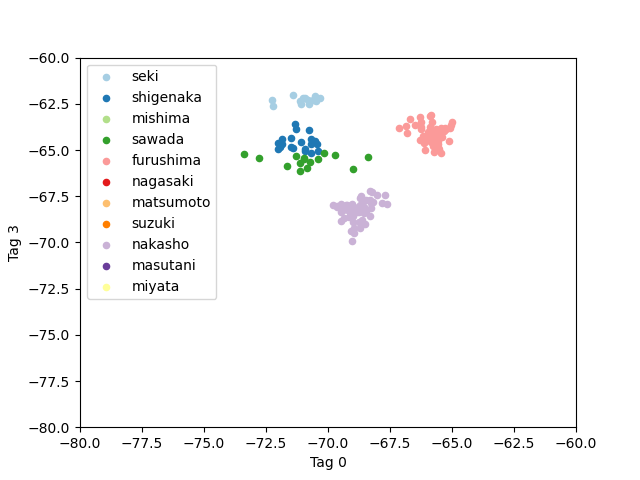 −60.0
−62.5
−65.0
−67.5
−70.0
−72.5
−75.0
−77.5
−80.0
Tag 3
seki
shigenaka
mishima
sawada
furushima
nagasaki
matsumoto
suzuki
nakasho
masutani
miyata
−80.0 −77.5 −75.0 −72.5 −70.0 −67.5 −65.0 −62.5 −60.0
Tag 0